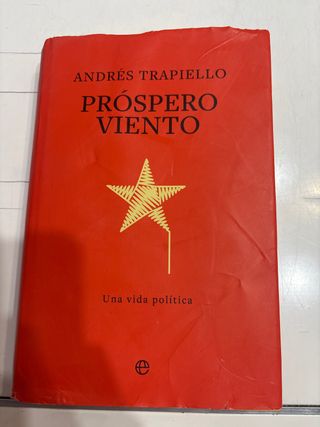 ANDRÉS TRAPIELLO
PRÓSPERO
VIENTO
Una vida política